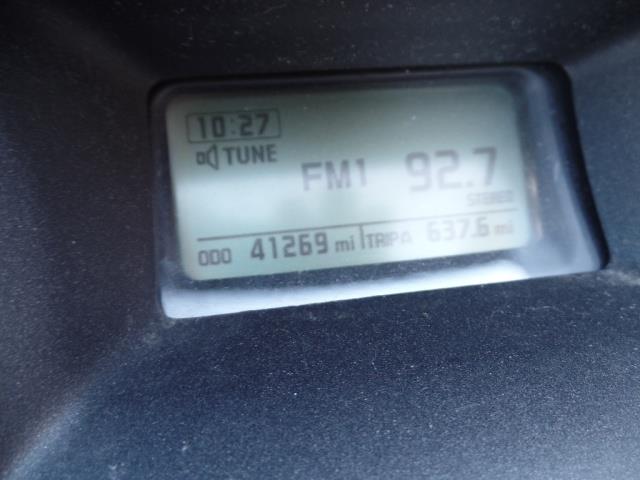 10:27
TUNE
FM1 92.7
STEREO
ODO 41269 mi TRIP A 637.6 mi